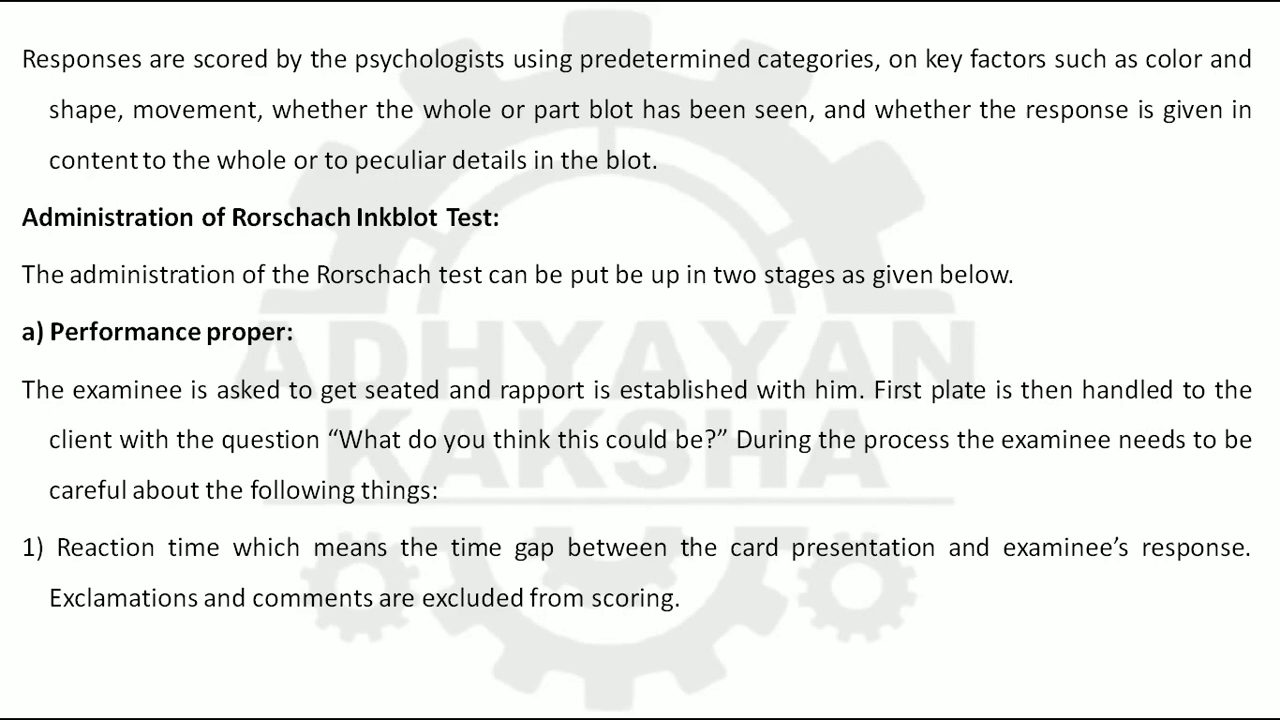 Responses are scored by the psychologists using predetermined categories, on key factors such as color and
shape, movement, whether the whole or part blot has been seen, and whether the response is given in
content to the whole or to peculiar details in the blot.
Administration of Rorschach Inkblot Test:
The administration of the Rorschach test can be put be up in two stages as given below.
a) Performance proper:
The examinee is asked to get seated and rapport is established with him. First plate is then handled to the
client with the question “What do you think this could be?” During the process the examinee needs to be
careful about the following things:
1) Reaction time which means the time gap between the card presentation and examinee’s response.
Exclamations and comments are excluded from scoring.
ADHYAYAN
KAKSHA